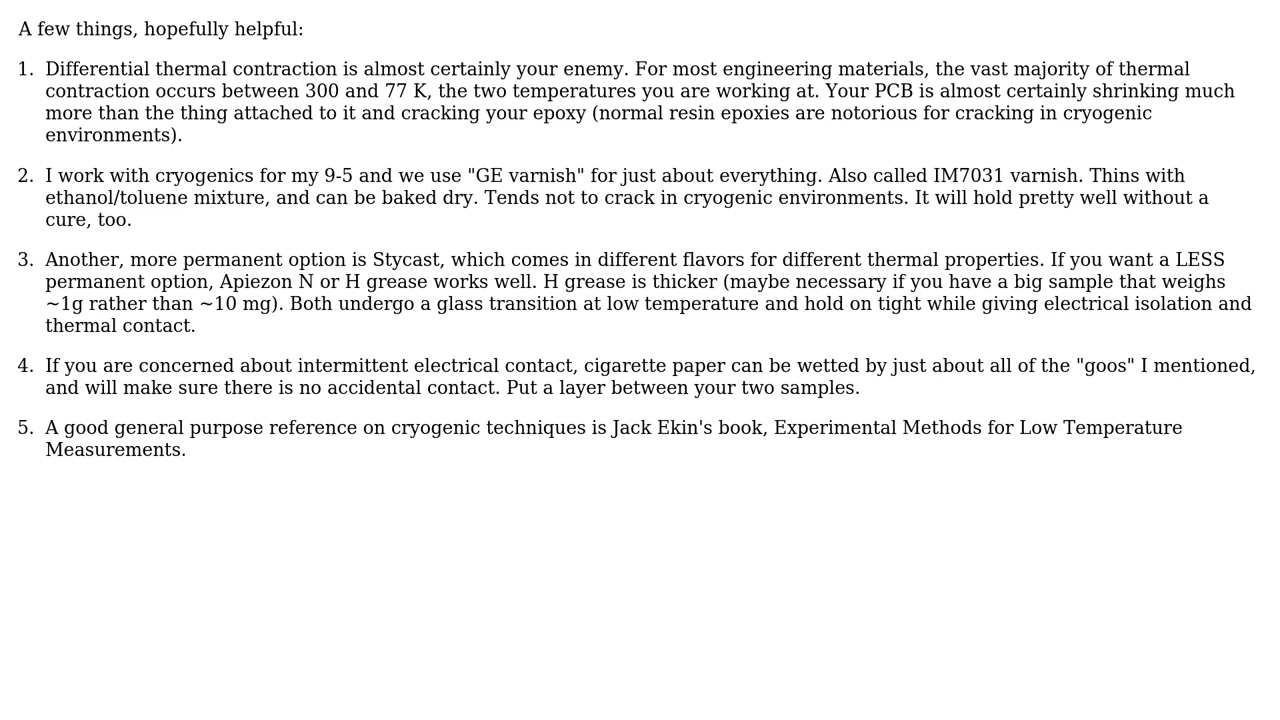 A few things, hopefully helpful:
1. Differential thermal contraction is almost certainly your enemy. For most engineering materials, the vast majority of thermal
contraction occurs between 300 and 77 K, the two temperatures you are working at. Your PCB is almost certainly shrinking much
more than the thing attached to it and cracking your epoxy (normal resin epoxies are notorious for cracking in cryogenic
environments).
2. I work with cryogenics for my 9-5 and we use "GE varnish" for just about everything. Also called IM7031 varnish. Thins with
ethanol/toluene mixture, and can be baked dry. Tends not to crack in cryogenic environments. It will hold pretty well without a
cure, too.
3. Another, more permanent option is Stycast, which comes in different flavors for different thermal properties. If you want a LESS
permanent option, Apiezon N or H grease works well. H grease is thicker (maybe necessary if you have a big sample that weighs
~1g rather than ~10 mg). Both undergo a glass transition at low temperature and hold on tight while giving electrical isolation and
thermal contact.
4. If you are concerned about intermittent electrical contact, cigarette paper can be wetted by just about all of the "goos" I mentioned,
and will make sure there is no accidental contact. Put a layer between your two samples.
5. A good general purpose reference on cryogenic techniques is Jack Ekin's book, Experimental Methods for Low Temperature
Measurements.